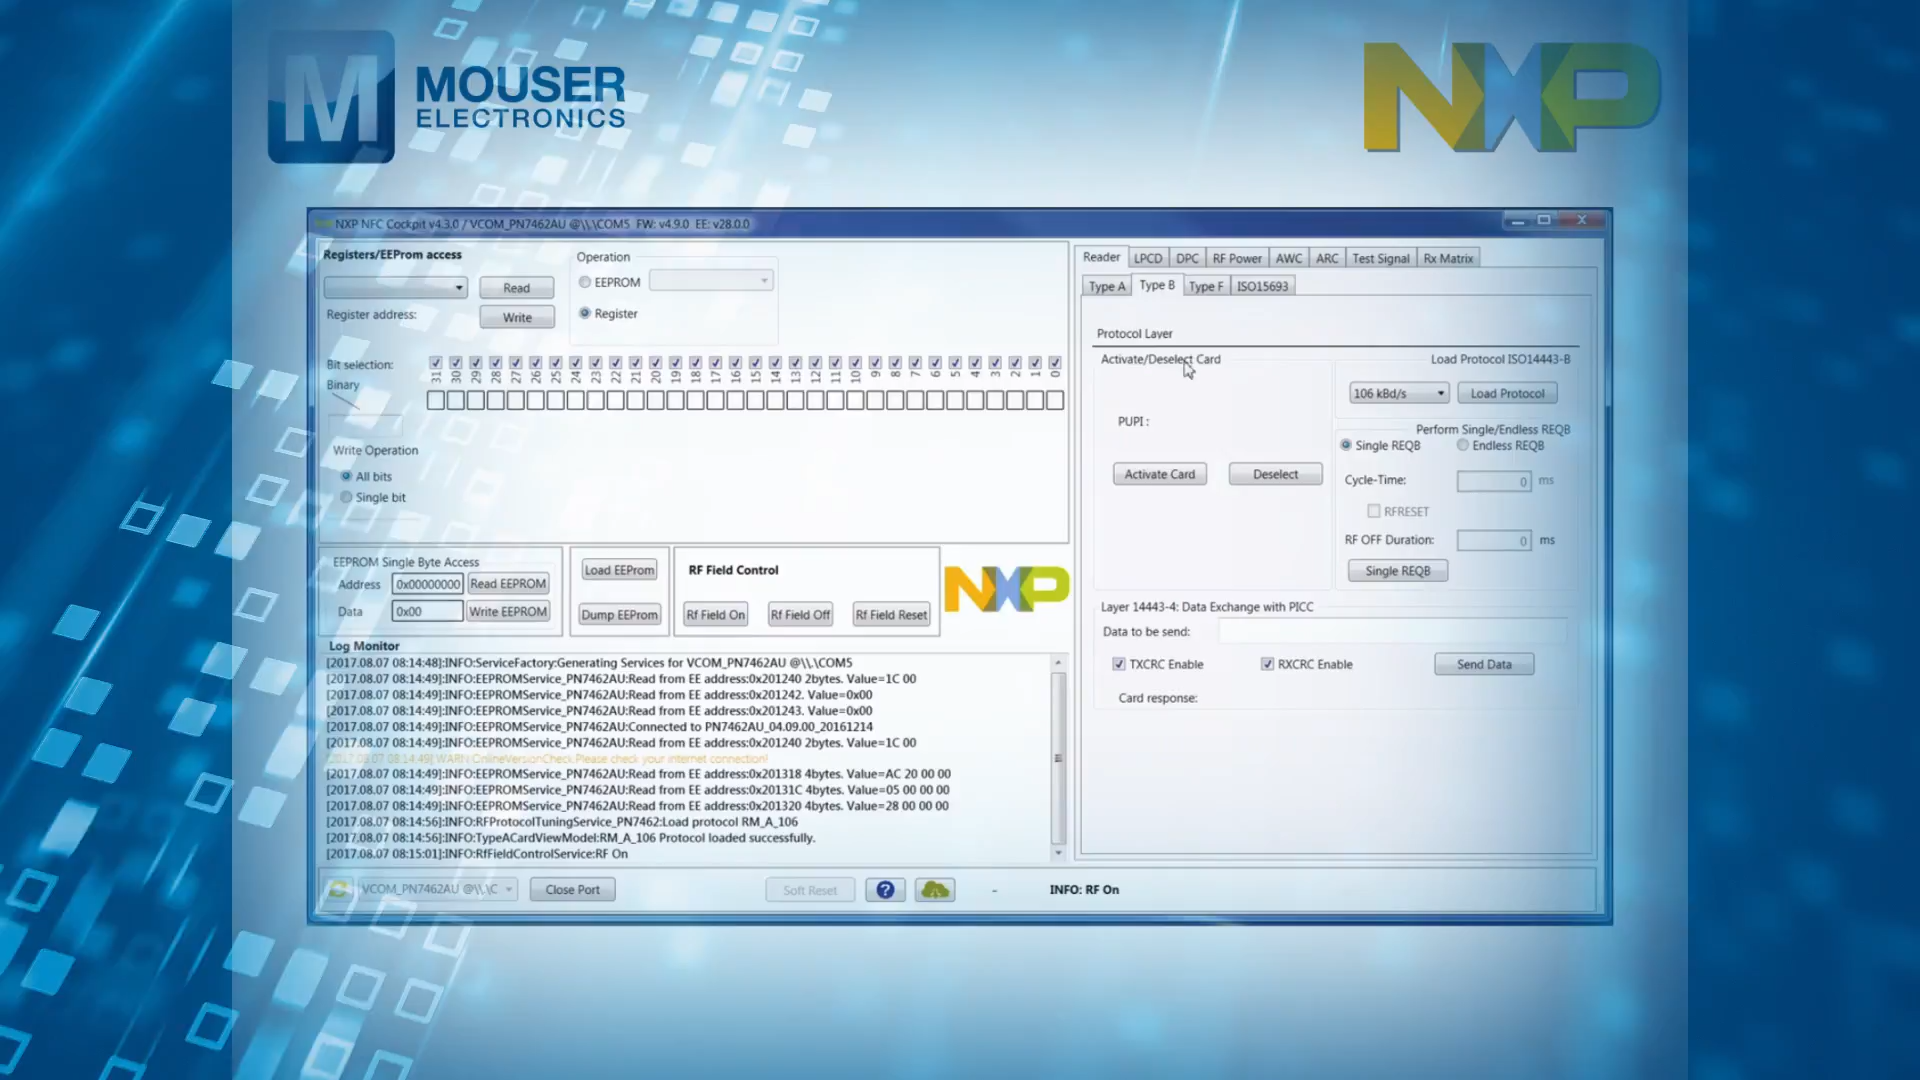 M MOUSER
ELECTRONICS
NXP
NXP NFC Cockpit v4.3.0 / VCOM_PN7462AU @\\.\COM5 FW: v4.9.0 EE: v28.0.0
Registers/EEProm access
Operation
Read
EEPROM
Register address:
Write
Register
Bit selection:
31 30 29 28 27 26 25 24 23 22 21 20 19 18 17 16 15 14 13 12 11 10 9 8 7 6 5 4 3 2 1 0
Binary
Write Operation
All bits
Single bit
EEPROM Single Byte Access
Address 0x00000000 Read EEPROM
Data 0x00 Write EEPROM
Load EEProm
Dump EEProm
RF Field Control
Rf Field On Rf Field Off Rf Field Reset
NXP
Log Monitor
[2017.08.07 08:14:48]:INFO:ServiceFactory:Generating Services for VCOM_PN7462AU @\\.\COM5
[2017.08.07 08:14:49]:INFO:EEPROMService_PN7462AU:Read from EE address:0x201240 2bytes. Value=1C 00
[2017.08.07 08:14:49]:INFO:EEPROMService_PN7462AU:Read from EE address:0x201242. Value=0x00
[2017.08.07 08:14:49]:INFO:EEPROMService_PN7462AU:Read from EE address:0x201243. Value=0x00
[2017.08.07 08:14:49]:INFO:EEPROMService_PN7462AU:Connected to PN7462AU_04.09.00_20161214
[2017.08.07 08:14:49]:INFO:EEPROMService_PN7462AU:Read from EE address:0x201240 2bytes. Value=1C 00
[2017.08.07 08:14:49]:WARN:OnlineVersionCheck:Please check your internet connection!
[2017.08.07 08:14:49]:INFO:EEPROMService_PN7462AU:Read from EE address:0x201318 4bytes. Value=AC 20 00 00
[2017.08.07 08:14:49]:INFO:EEPROMService_PN7462AU:Read from EE address:0x20131C 4bytes. Value=05 00 00 00
[2017.08.07 08:14:49]:INFO:EEPROMService_PN7462AU:Read from EE address:0x201320 4bytes. Value=28 00 00 00
[2017.08.07 08:14:56]:INFO:RFProtocolTuningService_PN7462:Load protocol RM_A_106
[2017.08.07 08:14:56]:INFO:TypeACardViewModel:RM_A_106 Protocol loaded successfully.
[2017.08.07 08:15:01]:INFO:RfFieldControlService:RF On
VCOM_PN7462AU @\\.\C Close Port Soft Reset ? - INFO: RF On
Reader LPCD DPC RF Power AWC ARC Test Signal Rx Matrix
Type A Type B Type F ISO15693
Protocol Layer
Activate/Deselect Card
PUPI :
Activate Card Deselect
Load Protocol ISO14443-B
106 kBd/s Load Protocol
Perform Single/Endless REQB
Single REQB Endless REQB
Cycle-Time: 0 ms
RFRESET
RF OFF Duration: 0 ms
Single REQB
Layer 14443-4: Data Exchange with PICC
Data to be send:
TXCRC Enable RXCRC Enable Send Data
Card response: